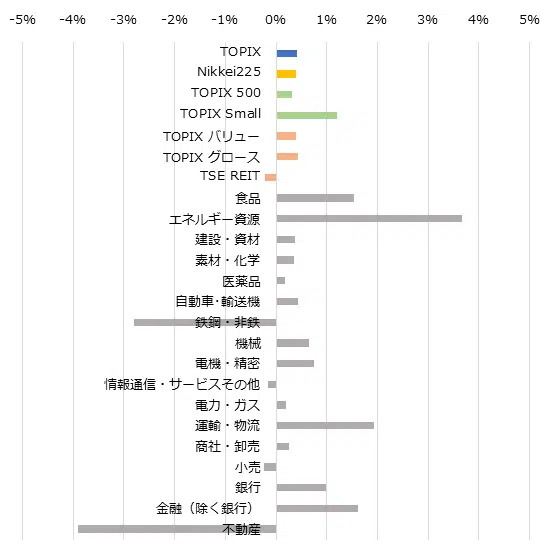 -5% -4% -3% -2% -1% 0% 1% 2% 3% 4% 5%
TOPIX
Nikkei225
TOPIX 500
TOPIX Small
TOPIX バリュー
TOPIX グロース
TSE REIT
食品
エネルギー資源
建設・資材
素材・化学
医薬品
自動車・輸送機
鉄鋼・非鉄
機械
電機・精密
情報通信・サービスその他
電力・ガス
運輸・物流
商社・卸売
小売
銀行
金融（除く銀行）
不動産